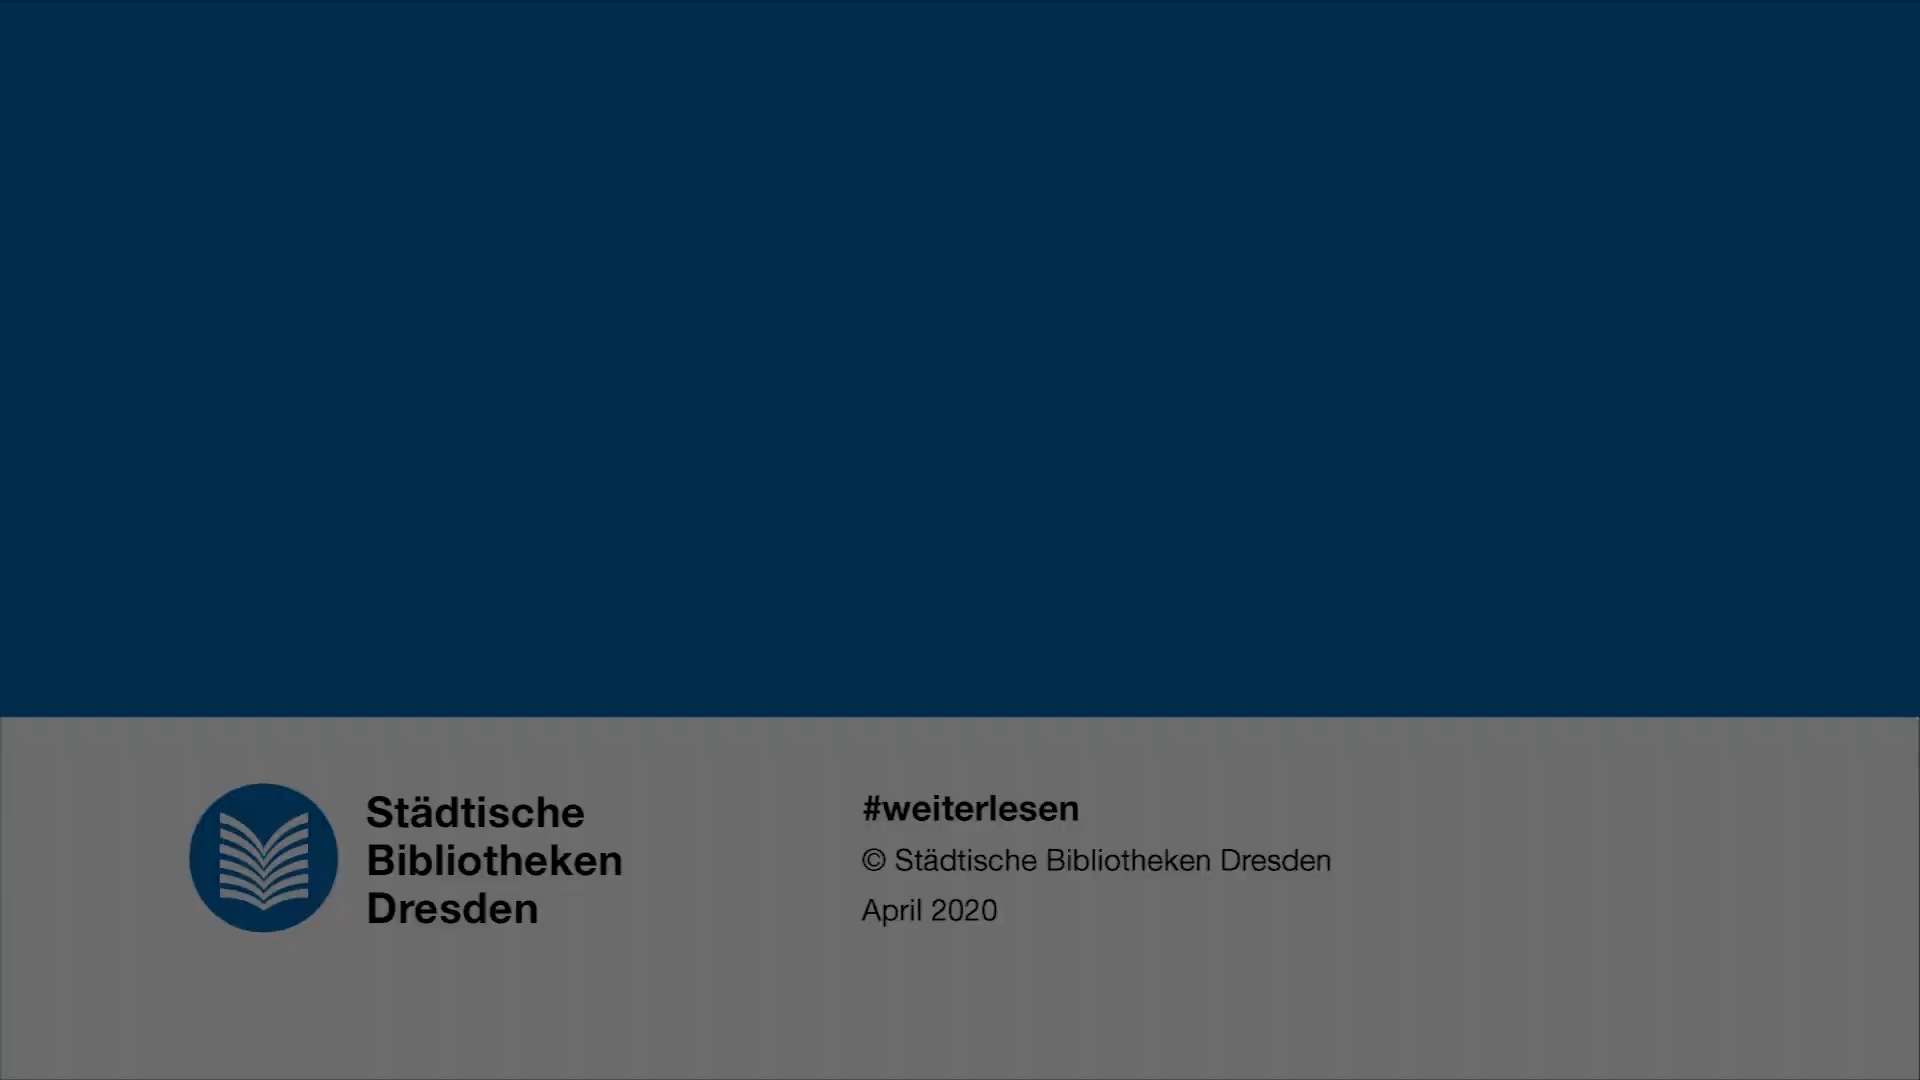 Städtische
Bibliotheken
Dresden
#weiterlesen
© Städtische Bibliotheken Dresden
April 2020